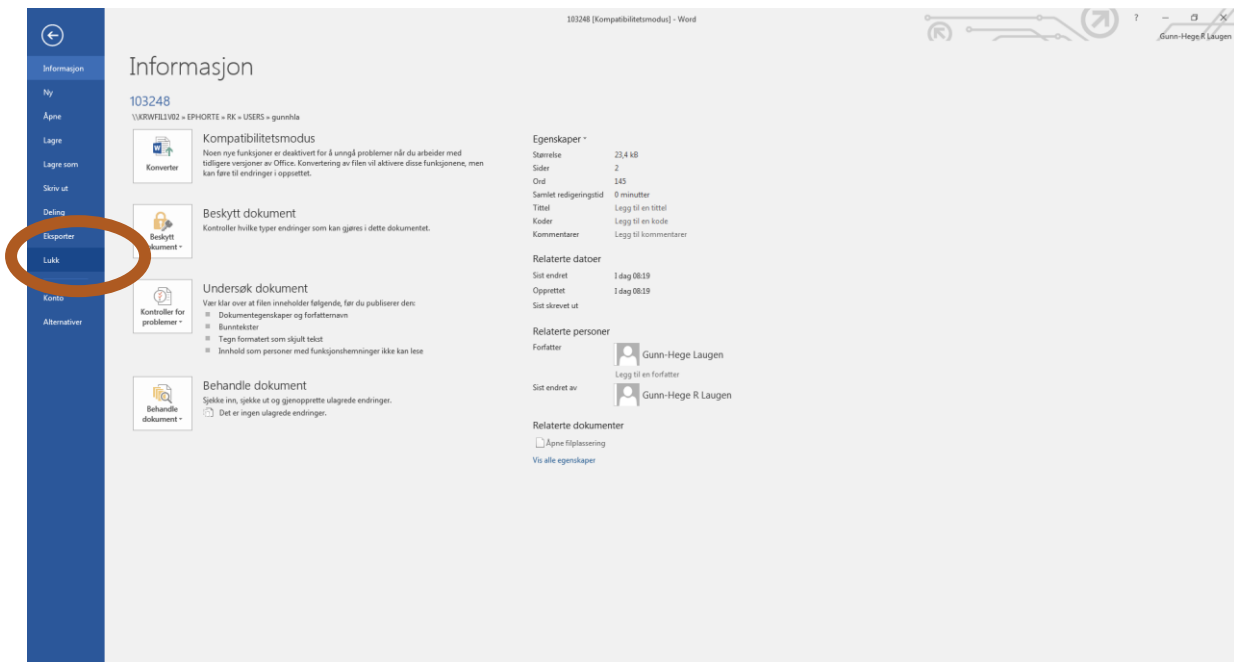 103248 [Kompatibilitetsmodus] - Word
?
Gunn-Hege R Laugen
Informasjon
Ny
Åpne
Lagre
Lagre som
Skriv ut
Deling
Eksporter
Lukk
Konto
Alternativer
Informasjon
103248
\\KRWFIL1V02 » EPHORTE » RK » USERS » gunnhla
Konverter
Kompatibilitetsmodus
Noen nye funksjoner er deaktivert for å unngå problemer når du arbeider med
tidligere versjoner av Office. Konvertering av filen vil aktivere disse funksjonene, men
kan føre til endringer i oppsettet.
Beskytt
dokument
Beskytt dokument
Kontroller hvilke typer endringer som kan gjøres i dette dokumentet.
Kontroller for
problemer
Undersøk dokument
Vær klar over at filen inneholder følgende, før du publiserer den:
Dokumentegenskaper og forfatternavn
Bunntekster
Tegn formatert som skjult tekst
Innhold som personer med funksjonshemninger ikke kan lese
Behandle
dokument
Behandle dokument
Sjekke inn, sjekke ut og gjenopprette ulagrede endringer.
Det er ingen ulagrede endringer.
Egenskaper
Størrelse 23,4 kB
Sider 2
Ord 145
Samlet redigeringstid 0 minutter
Tittel Legg til en tittel
Koder Legg til en kode
Kommentarer Legg til kommentarer
Relaterte datoer
Sist endret I dag 08:19
Opprettet I dag 08:19
Sist skrevet ut
Relaterte personer
Forfatter Gunn-Hege Laugen
Legg til en forfatter
Sist endret av Gunn-Hege R Laugen
Relaterte dokumenter
Åpne filplassering
Vis alle egenskaper